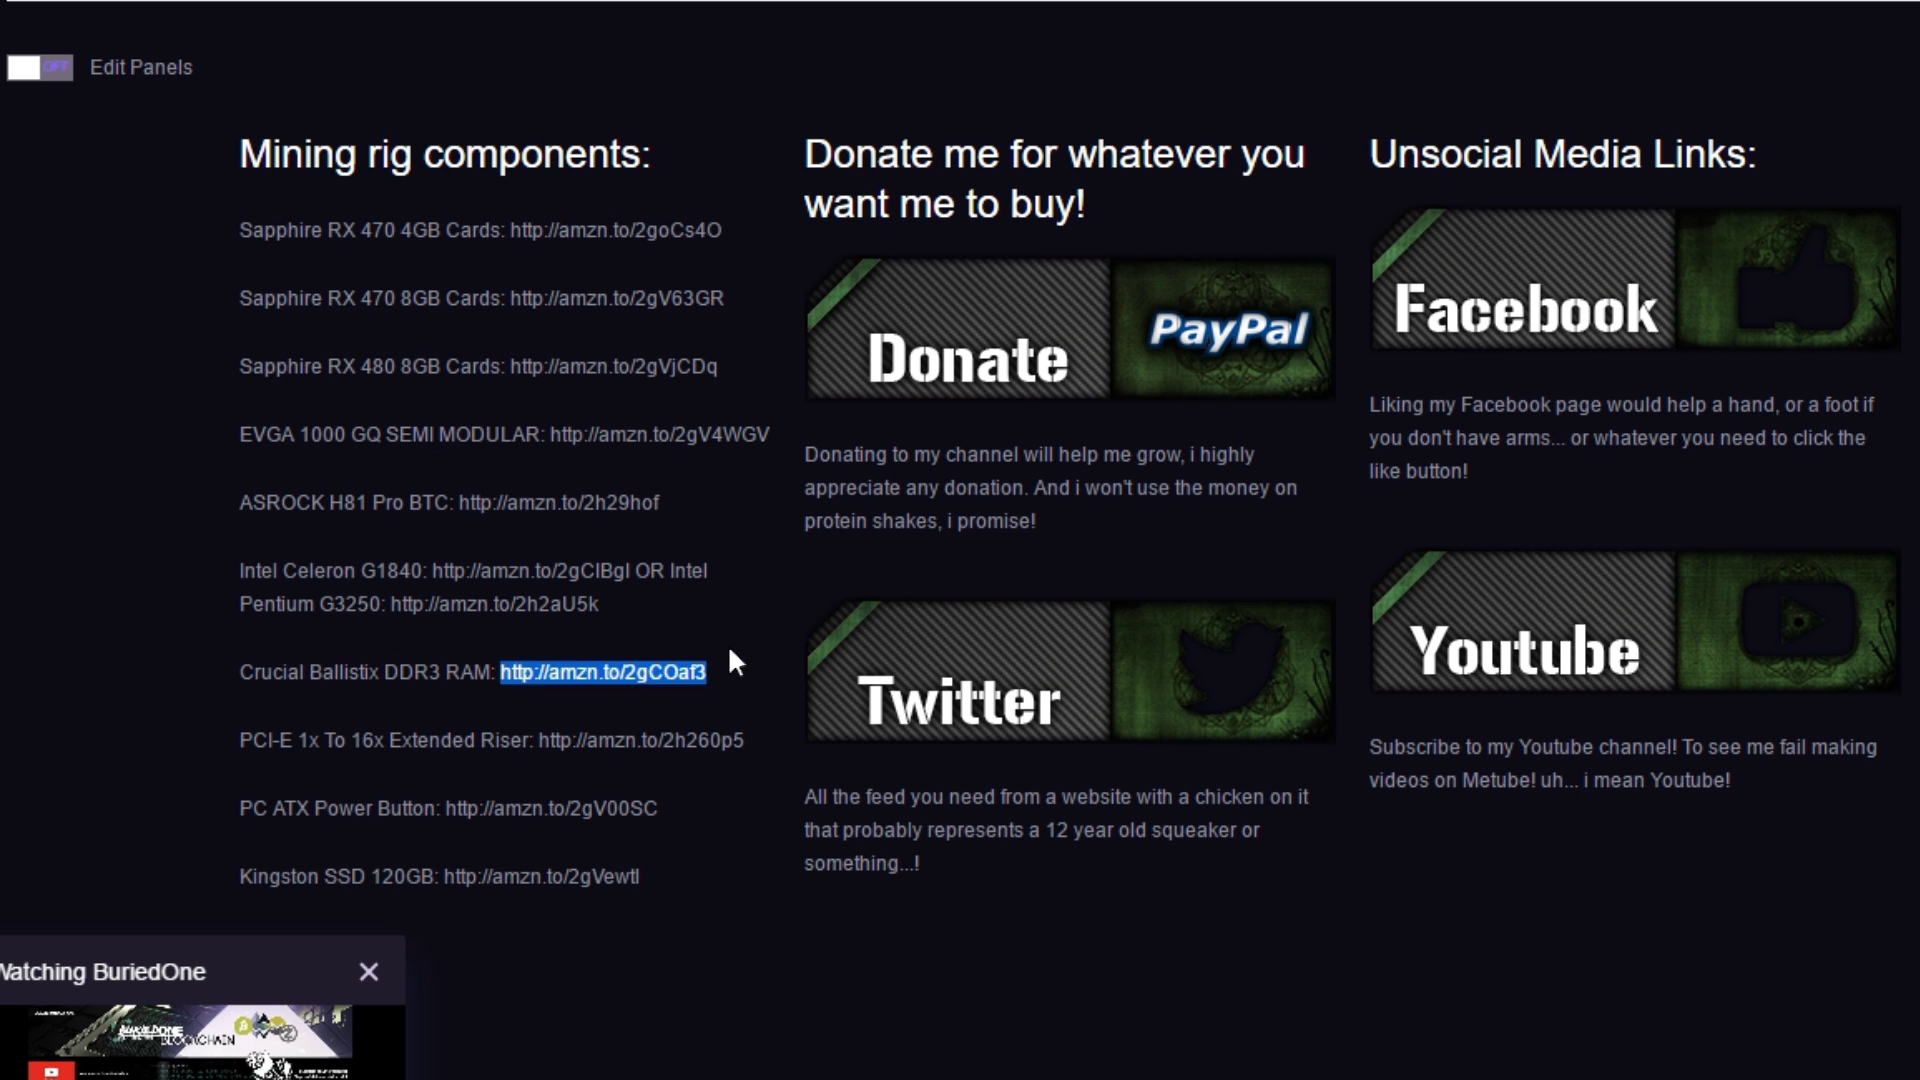 OFF Edit Panels
Mining rig components:
Sapphire RX 470 4GB Cards: http://amzn.to/2goCs4O
Sapphire RX 470 8GB Cards: http://amzn.to/2gV63GR
Sapphire RX 480 8GB Cards: http://amzn.to/2gVjCDq
EVGA 1000 GQ SEMI MODULAR: http://amzn.to/2gV4WGV
ASROCK H81 Pro BTC: http://amzn.to/2h29hof
Intel Celeron G1840: http://amzn.to/2gCIBgI OR Intel
Pentium G3250: http://amzn.to/2h2aU5k
Crucial Ballistix DDR3 RAM: http://amzn.to/2gCOaf3
PCI-E 1x To 16x Extended Riser: http://amzn.to/2h260p5
PC ATX Power Button: http://amzn.to/2gV00SC
Kingston SSD 120GB: http://amzn.to/2gVewtI
Donate me for whatever you
want me to buy!
Donate PayPal
Donating to my channel will help me grow, i highly
appreciate any donation. And i won't use the money on
protein shakes, i promise!
Twitter
All the feed you need from a website with a chicken on it
that probably represents a 12 year old squeaker or
something...!
Unsocial Media Links:
Facebook
Liking my Facebook page would help a hand, or a foot if
you don't have arms... or whatever you need to click the
like button!
Youtube
Subscribe to my Youtube channel! To see me fail making
videos on Metube! uh... i mean Youtube!
Watching BuriedOne
BLOCKCHAIN